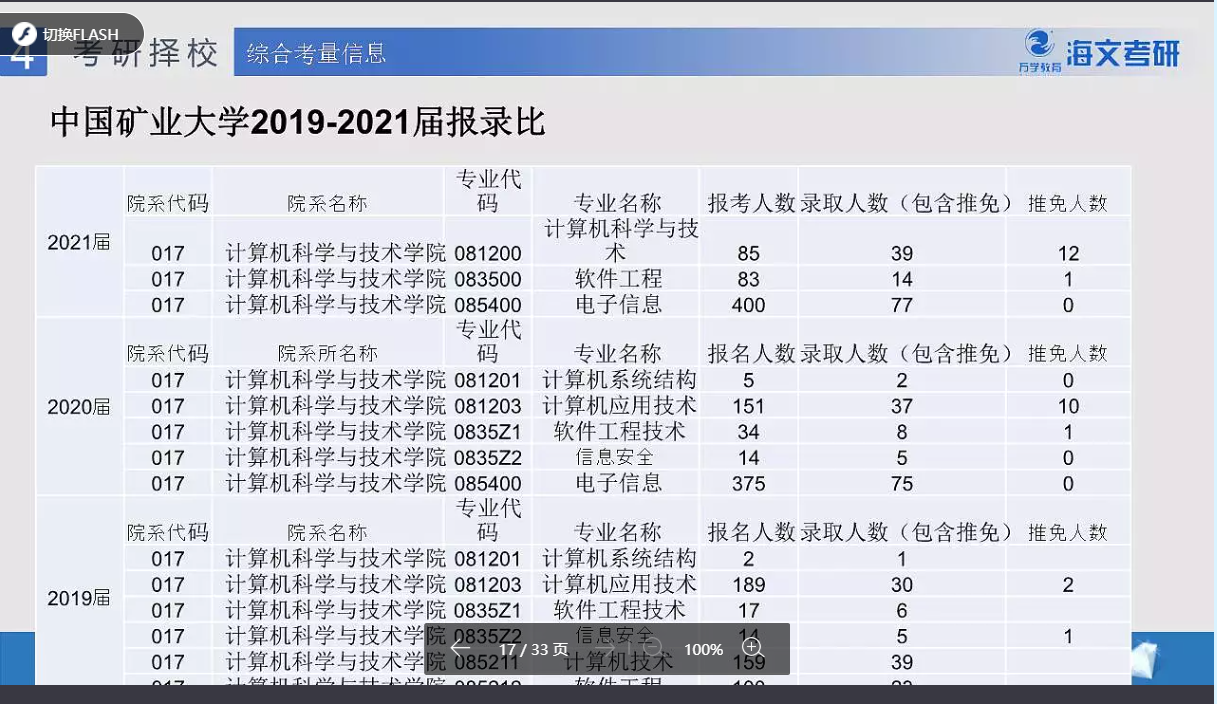 切换FLASH
4 考研择校 综合考量信息 万学教育 海文考研
中国矿业大学2019-2021届报录比
2021届
院系代码 院系名称 专业代码 专业名称 报考人数 录取人数（包含推免） 推免人数
017 计算机科学与技术学院 081200 计算机科学与技术 85 39 12
017 计算机科学与技术学院 083500 软件工程 83 14 1
017 计算机科学与技术学院 085400 电子信息 400 77 0
2020届
院系代码 院系所名称 专业代码 专业名称 报名人数 录取人数（包含推免） 推免人数
017 计算机科学与技术学院 081201 计算机系统结构 5 2 0
017 计算机科学与技术学院 081203 计算机应用技术 151 37 10
017 计算机科学与技术学院 0835Z1 软件工程技术 34 8 1
017 计算机科学与技术学院 0835Z2 信息安全 14 5 0
017 计算机科学与技术学院 085400 电子信息 375 75 0
2019届
院系代码 院系名称 专业代码 专业名称 报名人数 录取人数（包含推免） 推免人数
017 计算机科学与技术学院 081201 计算机系统结构 2 1
017 计算机科学与技术学院 081203 计算机应用技术 189 30 2
017 计算机科学与技术学院 0835Z1 软件工程技术 17 6
017 计算机科学与技术学院 0835Z2 信息安全 14 5 1
017 计算机科学与技术学院 085211 计算机技术 159 39
17 / 33 页 100%